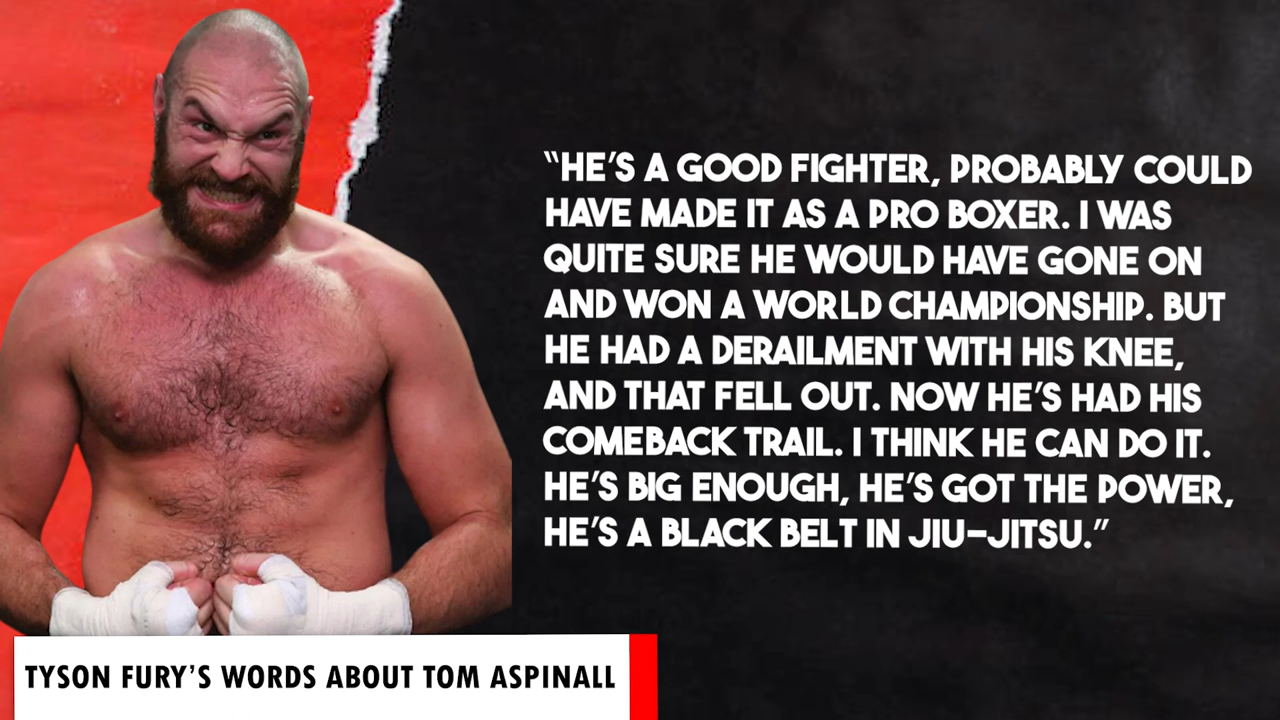 “HE’S A GOOD FIGHTER, PROBABLY COULD
HAVE MADE IT AS A PRO BOXER. I WAS
QUITE SURE HE WOULD HAVE GONE ON
AND WON A WORLD CHAMPIONSHIP. BUT
HE HAD A DERAILMENT WITH HIS KNEE,
AND THAT FELL OUT. NOW HE’S HAD HIS
COMEBACK TRAIL. I THINK HE CAN DO IT.
HE’S BIG ENOUGH, HE’S GOT THE POWER,
HE’S A BLACK BELT IN JIU-JITSU.”
TYSON FURY’S WORDS ABOUT TOM ASPINALL